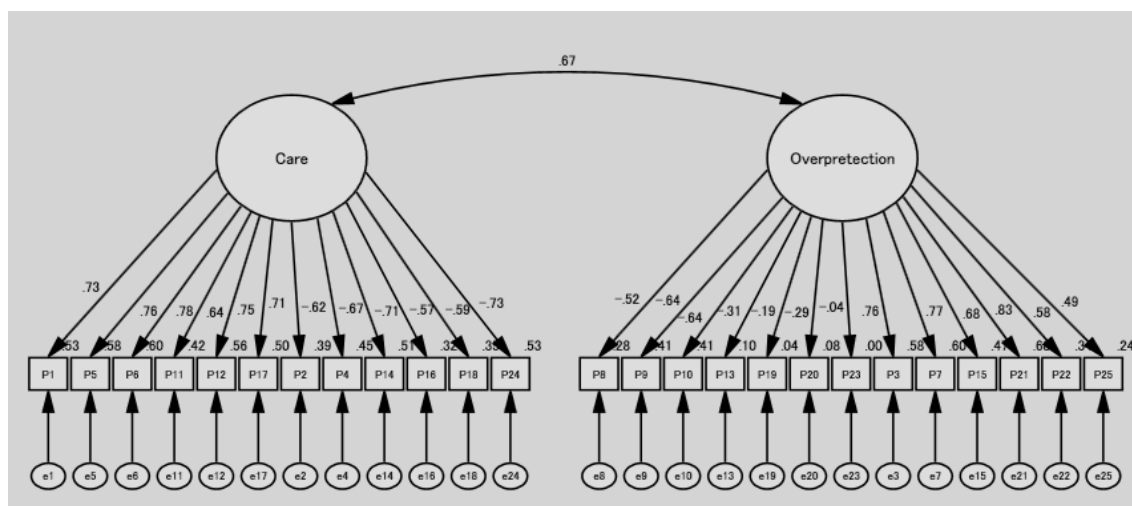 .67
Care Overpretection
.73 .76 .78 .64 .75 .71 -.62 -.67 -.71 -.57 -.59 -.73 -.52 -.64 -.64 -.31 -.19 -.29 -.04 .76 .77 .68 .83 .58 .49
.53 .58 .60 .42 .56 .50 .39 .45 .51 .32 .53 .28 .41 .41 .10 .04 .08 .00 .58 .60 .47 .24
P1 P5 P6 P11 P12 P17 P2 P4 P14 P16 P18 P24 P8 P9 P10 P13 P19 P20 P23 P3 P7 P15 P21 P22 P25
e1 e5 e6 e11 e12 e17 e2 e4 e14 e16 e18 e24 e8 e9 e10 e13 e19 e20 e23 e3 e7 e15 e21 e22 e25